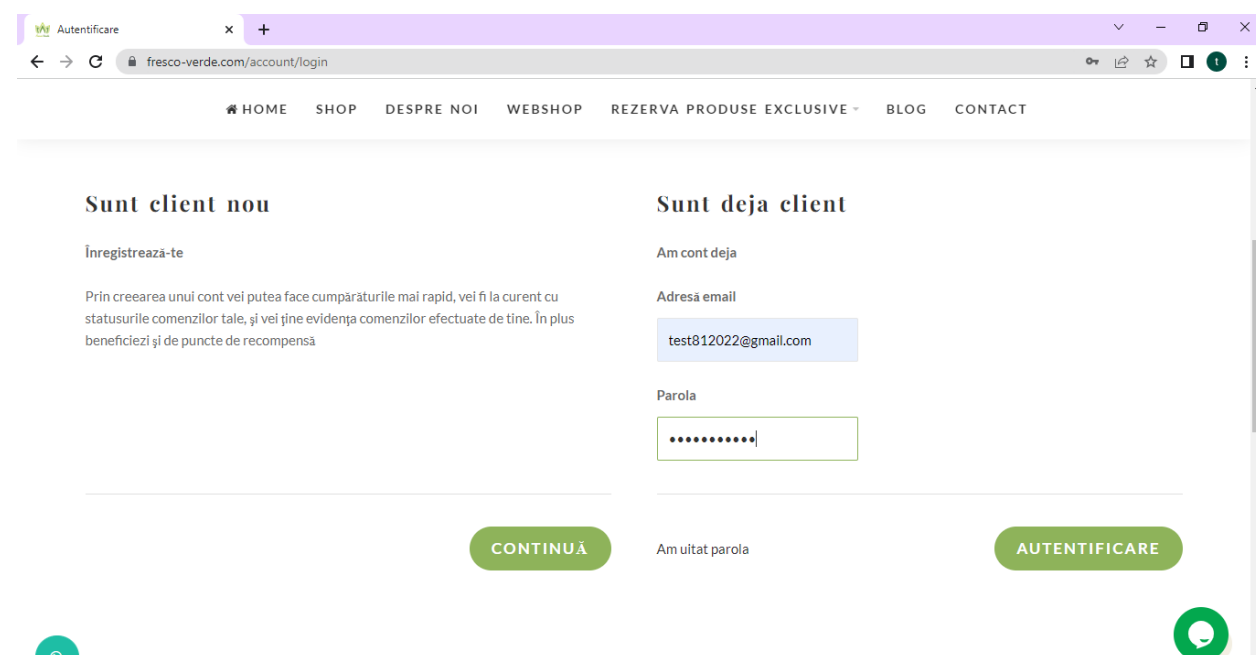 Autentificare
fresco-verde.com/account/login
t
HOME SHOP DESPRE NOI WEBSHOP REZERVA PRODUSE EXCLUSIVE BLOG CONTACT
Sunt client nou
Înregistrează-te
Prin creearea unui cont vei putea face cumpărăturile mai rapid, vei fi la curent cu
statusurile comenzilor tale, şi vei ţine evidenţa comenzilor efectuate de tine. În plus
beneficiezi şi de puncte de recompensă
CONTINUĂ
Sunt deja client
Am cont deja
Adresă email
test812022@gmail.com
Parola
•••••••••••
Am uitat parola
AUTENTIFICARE